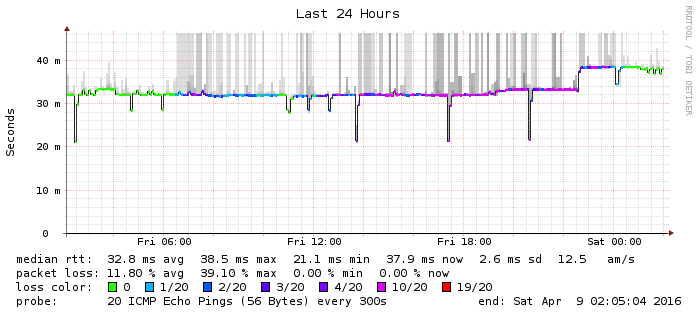 Last 24 Hours
RRDTOOL / TOBI OETIKER
Seconds
40 m
30 m
20 m
10 m
0
Fri 06:00 Fri 12:00 Fri 18:00 Sat 00:00
median rtt: 32.8 ms avg 38.5 ms max 21.1 ms min 37.9 ms now 2.6 ms sd 12.5 am/s
packet loss: 11.80 % avg 39.10 % max 0.00 % min 0.00 % now
loss color: 0 1/20 2/20 3/20 4/20 10/20 19/20
probe: 20 ICMP Echo Pings (56 Bytes) every 300s end: Sat Apr 9 02:05:04 2016